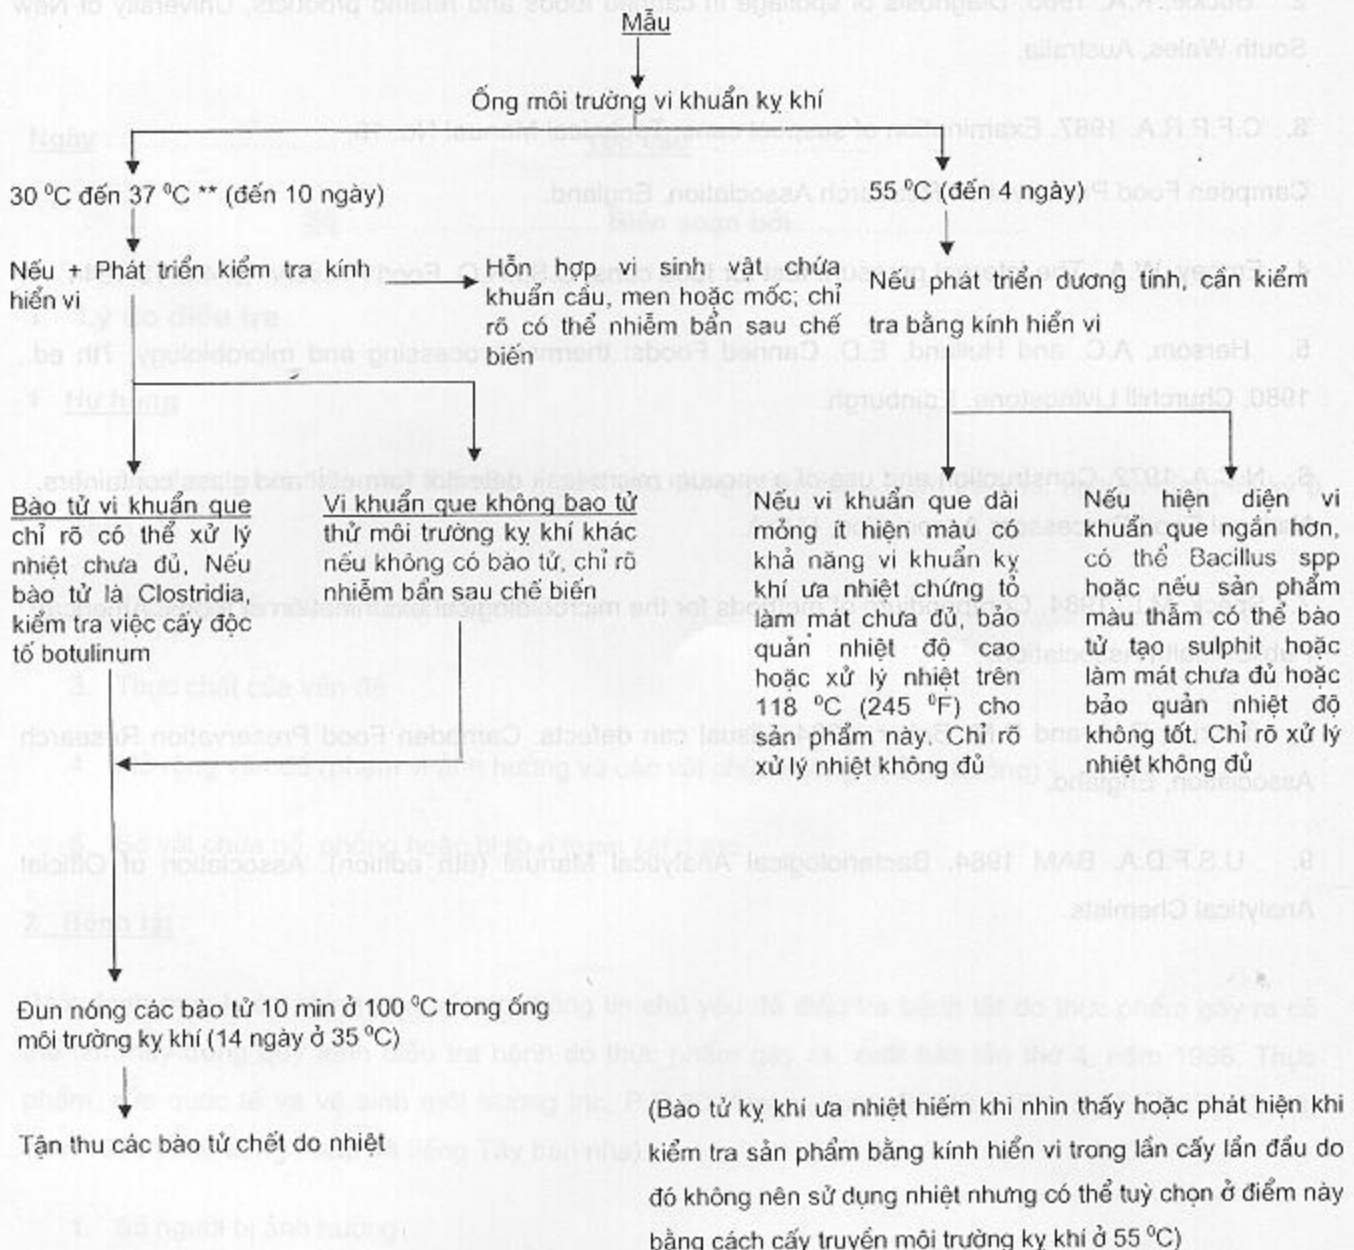 Mẫu
Ống môi trường vi khuẩn kỵ khí
30 ⁰C đến 37 ⁰C ** (đến 10 ngày)
55 ⁰C (đến 4 ngày)
Nếu + Phát triển kiểm tra kính
hiển vi
Hỗn hợp vi sinh vật chứa
khuẩn cầu, men hoặc mốc; chỉ
rõ có thể nhiễm bẩn sau chế
biến
Nếu phát triển dương tính, cần kiểm
tra bằng kính hiển vi
Bào tử vi khuẩn que
chỉ rõ có thể xử lý
nhiệt chưa đủ, Nếu
bào tử là Clostridia,
kiểm tra việc cấy độc
tố botulinum
Vi khuẩn que không bao tử
thử môi trường kỵ khí khác
nếu không có bào tử, chỉ rõ
nhiễm bẩn sau chế biến
Nếu vi khuẩn que dài
mỏng ít hiện màu có
khả năng vi khuẩn kỵ
khí ưa nhiệt chứng tỏ
làm mát chưa đủ, bảo
quản nhiệt độ cao
hoặc xử lý nhiệt trên
118 ⁰C (245 ⁰F) cho
sản phẩm này. Chỉ rõ
xử lý nhiệt không đủ
Nếu hiện diện vi
khuẩn que ngắn hơn,
có thể Bacillus spp
hoặc nếu sản phẩm
màu thẫm có thể bao
tử tạo sulphit hoặc
làm mát chưa đủ hoặc
bảo quản nhiệt độ
không tốt, Chỉ rõ xử lý
nhiệt không đủ
Đun nóng các bào tử 10 min ở 100 ⁰C trong ống
môi trường kỵ khí (14 ngày ở 35 ⁰C)
Tận thu các bào tử chết do nhiệt
(Bào tử kỵ khí ưa nhiệt hiếm khi nhìn thấy hoặc phát hiện khi
kiểm tra sản phẩm bằng kính hiển vi trong lần cấy lần đầu do
đó không nên sử dụng nhiệt nhưng có thể tuỳ chọn ở điểm này
bằng cách cấy truyền môi trường kỵ khí ở 55 ⁰C)